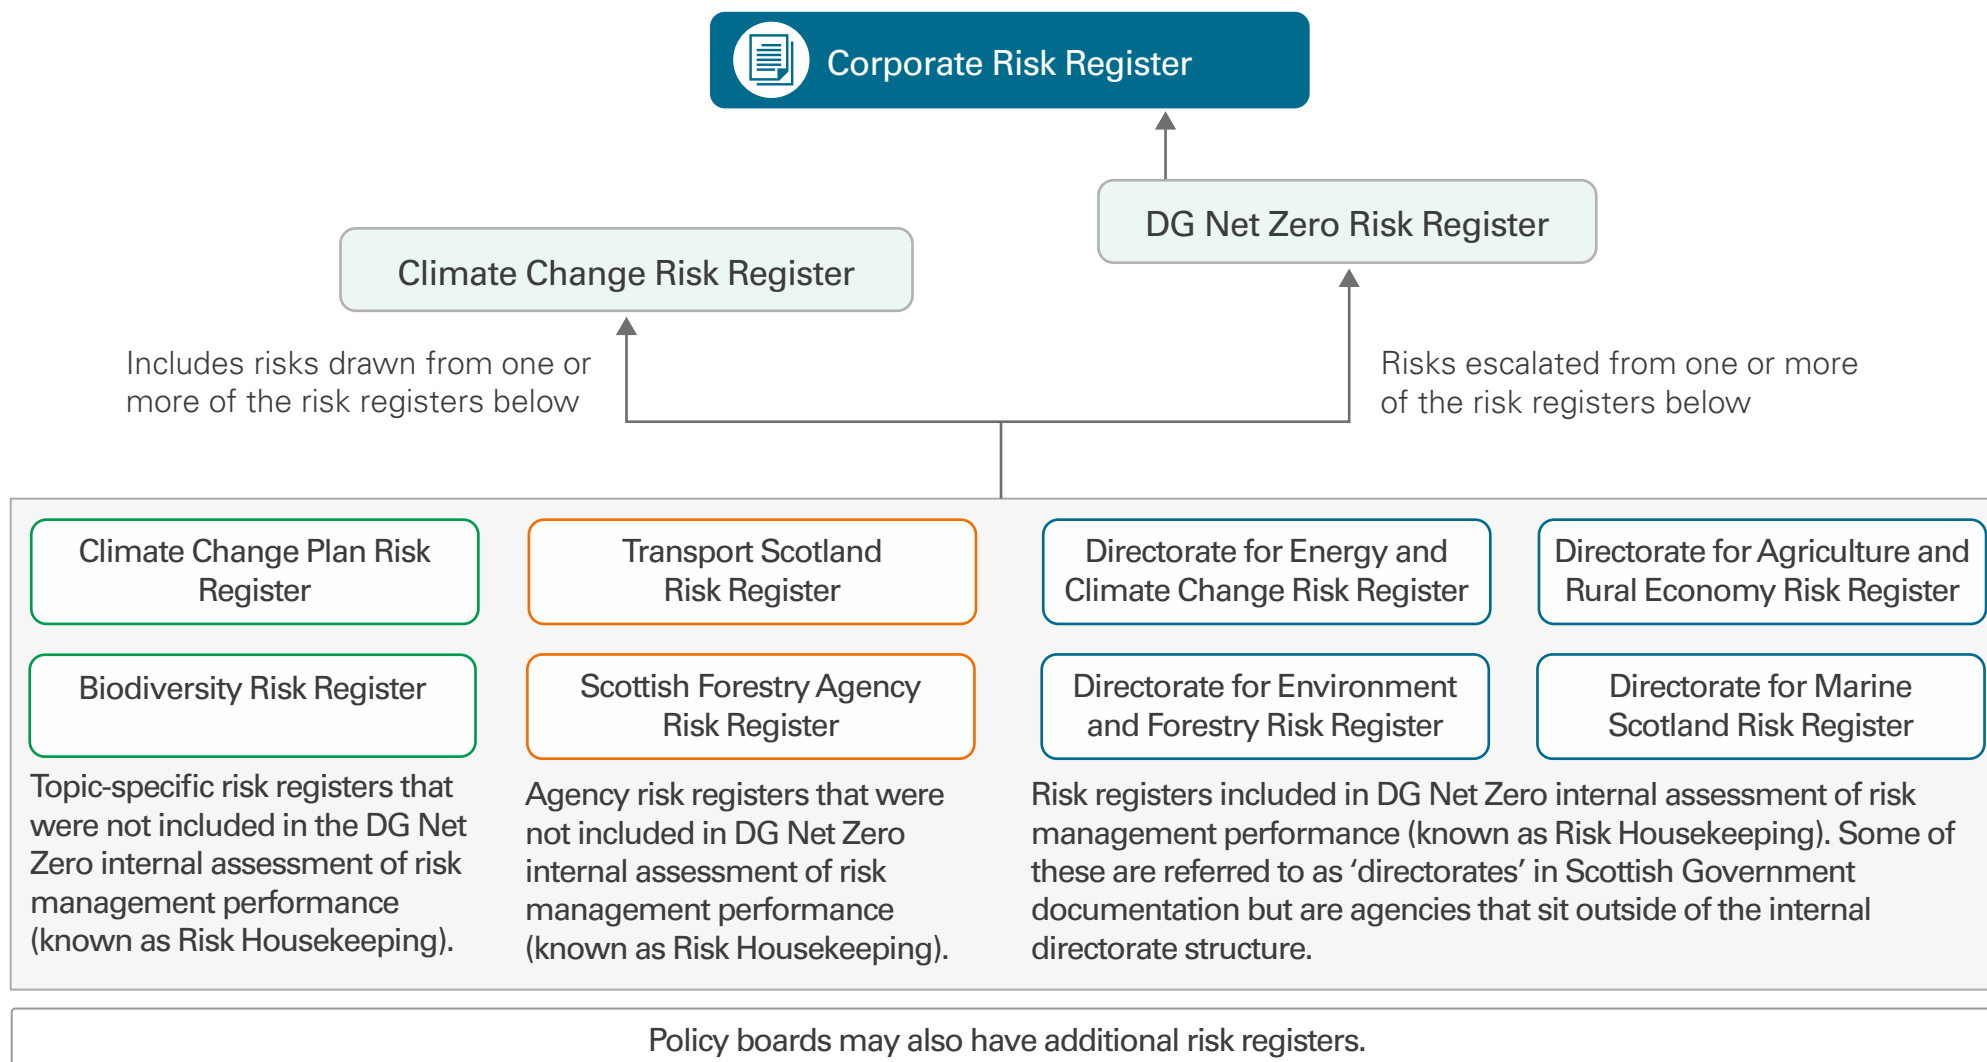 Corporate Risk Register
DG Net Zero Risk Register
Climate Change Risk Register
Includes risks drawn from one or
more of the risk registers below
Risks escalated from one or more
of the risk registers below
Climate Change Plan Risk
Register
Transport Scotland
Risk Register
Directorate for Energy and
Climate Change Risk Register
Directorate for Agriculture and
Rural Economy Risk Register
Biodiversity Risk Register
Scottish Forestry Agency
Risk Register
Directorate for Environment
and Forestry Risk Register
Directorate for Marine
Scotland Risk Register
Topic-specific risk registers that
were not included in the DG Net
Zero internal assessment of risk
management performance
(known as Risk Housekeeping).
Agency risk registers that were
not included in DG Net Zero
internal assessment of risk
management performance
(known as Risk Housekeeping).
Risk registers included in DG Net Zero internal assessment of risk
management performance (known as Risk Housekeeping). Some of
these are referred to as ‘directorates’ in Scottish Government
documentation but are agencies that sit outside of the internal
directorate structure.
Policy boards may also have additional risk registers.